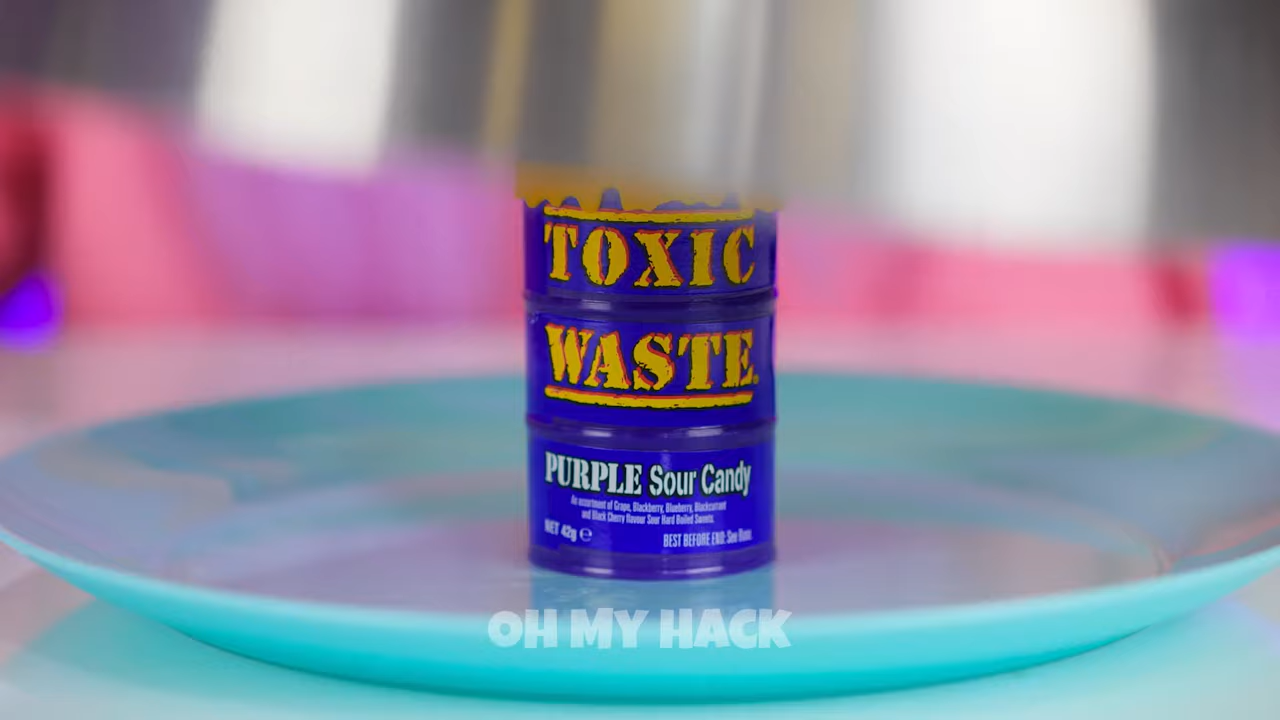 TOXIC
WASTE.
PURPLE Sour Candy
An assortment of Grape, Blackberry, Blueberry, Blackcurrant
and Black Cherry flavour Sour Hard Boiled Sweets.
NET 42g e
BEST BEFORE END: See Base.
OH MY HACK